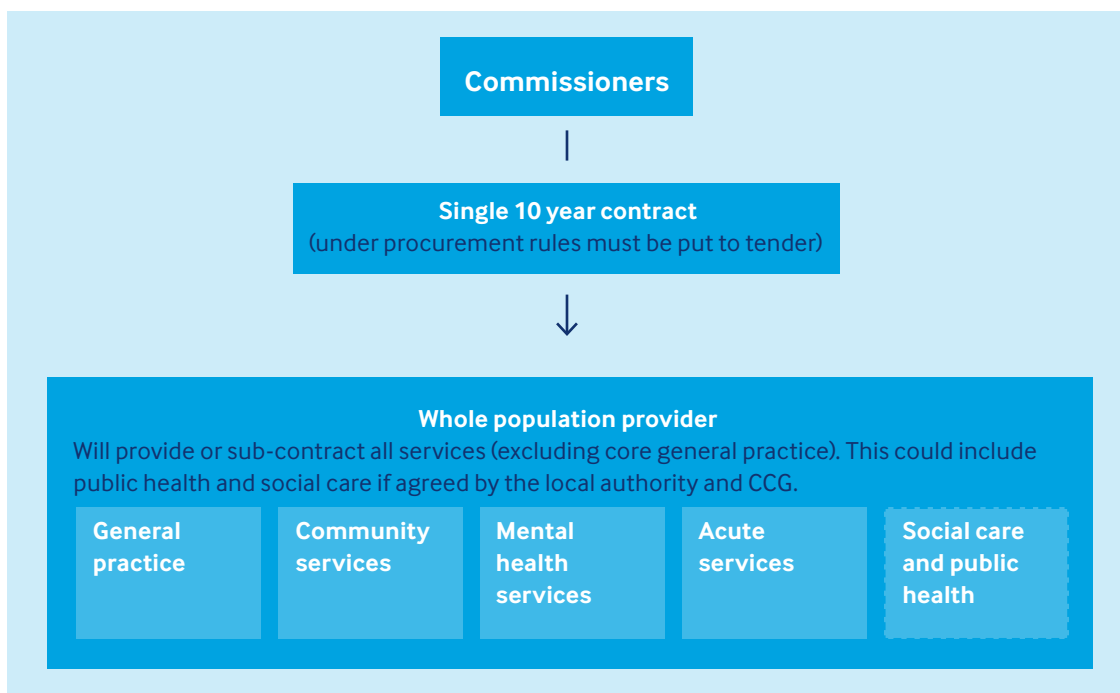 Commissioners
Single 10 year contract
(under procurement rules must be put to tender)
Whole population provider
Will provide or sub-contract all services (excluding core general practice). This could include
public health and social care if agreed by the local authority and CCG.
General
practice
Community
services
Mental
health
services
Acute
services
Social care
and public
health